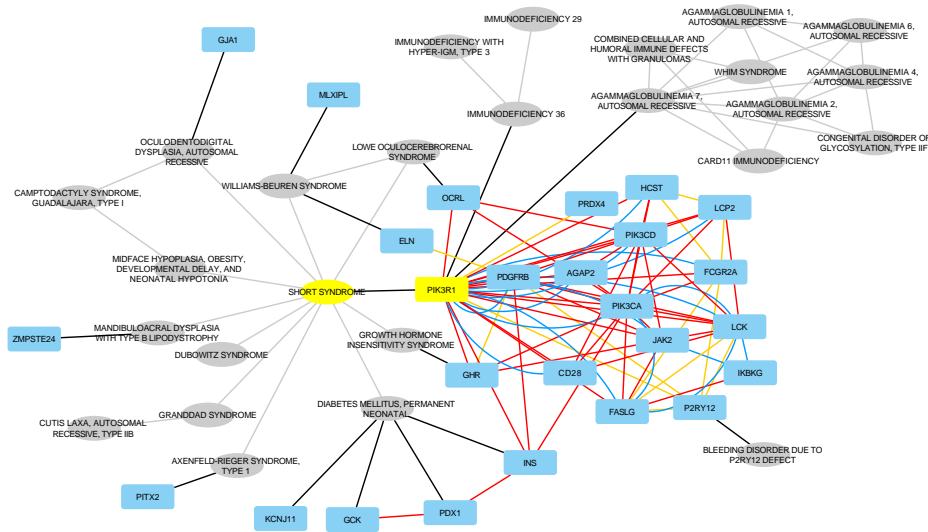 IMMUNODEFICIENCY 29
AGAMMAGLOBULINEMIA 1,
AUTOSOMAL RECESSIVE
AGAMMAGLOBULINEMIA 6,
AUTOSOMAL RECESSIVE
GJA1
IMMUNODEFICIENCY WITH
HYPER-IGM, TYPE 3
COMBINED CELLULAR AND
HUMORAL IMMUNE DEFECTS
WITH GRANULOMAS
WHIM SYNDROME
AGAMMAGLOBULINEMIA 4,
AUTOSOMAL RECESSIVE
MLXIPL
AGAMMAGLOBULINEMIA 7,
AUTOSOMAL RECESSIVE
AGAMMAGLOBULINEMIA 2,
AUTOSOMAL RECESSIVE
IMMUNODEFICIENCY 36
OCULODENTODIGITAL
DYSPLASIA, AUTOSOMAL
RECESSIVE
LOWE OCULOCEREBRORENAL
SYNDROME
CONGENITAL DISORDER OF
GLYCOSYLATION, TYPE IIF
CARD11 IMMUNODEFICIENCY
CAMPTODACTYLY SYNDROME,
GUADALAJARA, TYPE I
WILLIAMS-BEUREN SYNDROME
OCRL
HCST
PRDX4
LCP2
ELN
PIK3CD
MIDFACE HYPOPLASIA, OBESITY,
DEVELOPMENTAL DELAY, AND
NEONATAL HYPOTONIA
PDGFRB
AGAP2
FCGR2A
SHORT SYNDROME
PIK3R1
PIK3CA
ZMPSTE24
MANDIBULOACRAL DYSPLASIA
WITH TYPE B LIPODYSTROPHY
GROWTH HORMONE
INSENSITIVITY SYNDROME
LCK
JAK2
DUBOWITZ SYNDROME
GHR
CD28
IKBKG
GRANDDAD SYNDROME
DIABETES MELLITUS, PERMANENT
NEONATAL
FASLG
P2RY12
CUTIS LAXA, AUTOSOMAL
RECESSIVE, TYPE IIB
BLEEDING DISORDER DUE TO
P2RY12 DEFECT
AXENFELD-RIEGER SYNDROME,
TYPE 1
INS
PITX2
KCNJ11
GCK
PDX1